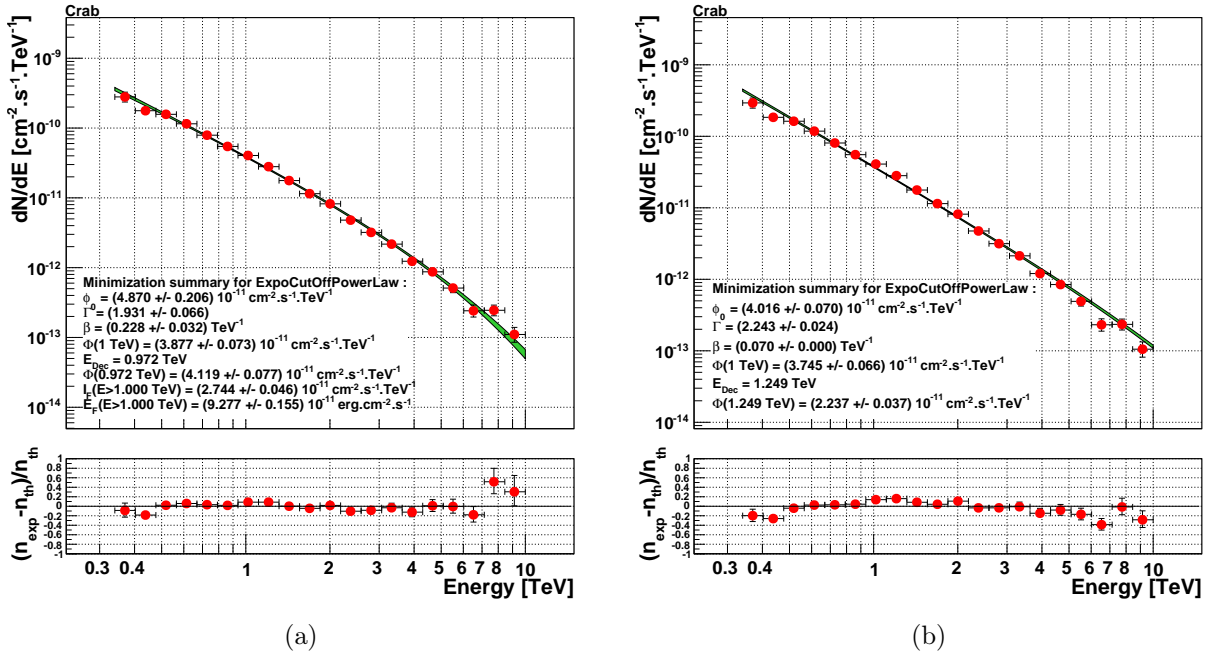 Crab
dN/dE [cm⁻².s⁻¹.TeV⁻¹]
10⁻⁹
10⁻¹⁰
10⁻¹¹
10⁻¹²
10⁻¹³
10⁻¹⁴
Minimization summary for ExpoCutOffPowerLaw :
ϕ₀ = (4.870 +/- 0.206) 10⁻¹¹ cm⁻².s⁻¹.TeV⁻¹
Γ = (1.931 +/- 0.066)
β = (0.228 +/- 0.032) TeV⁻¹
Φ(1 TeV) = (3.877 +/- 0.073) 10⁻¹¹ cm⁻².s⁻¹.TeV⁻¹
E_Dec = 0.972 TeV
Φ(0.972 TeV) = (4.119 +/- 0.077) 10⁻¹¹ cm⁻².s⁻¹.TeV⁻¹
I_F(E>1.000 TeV) = (2.744 +/- 0.046) 10⁻¹¹ cm⁻².s⁻¹
E_F(E>1.000 TeV) = (9.277 +/- 0.155) 10⁻¹¹ erg.cm⁻².s⁻¹
(n_exp-n_th)/n_th
1
0.8
0.6
0.4
0.2
0
-0.2
-0.4
-0.6
-0.8
-1
0.3 0.4 1 2 3 4 5 6 7 8 10
Energy [TeV]
(a)
Crab
dN/dE [cm⁻².s⁻¹.TeV⁻¹]
10⁻⁹
10⁻¹⁰
10⁻¹¹
10⁻¹²
10⁻¹³
10⁻¹⁴
Minimization summary for ExpoCutOffPowerLaw :
ϕ₀ = (4.016 +/- 0.070) 10⁻¹¹ cm⁻².s⁻¹.TeV⁻¹
Γ = (2.243 +/- 0.024)
β = (0.070 +/- 0.000) TeV⁻¹
Φ(1 TeV) = (3.745 +/- 0.066) 10⁻¹¹ cm⁻².s⁻¹.TeV⁻¹
E_Dec = 1.249 TeV
Φ(1.249 TeV) = (2.237 +/- 0.037) 10⁻¹¹ cm⁻².s⁻¹.TeV⁻¹
(n_exp-n_th)/n_th
1
0.8
0.6
0.4
0.2
0
-0.2
-0.4
-0.6
-0.8
-1
0.3 0.4 1 2 3 4 5 6 7 8 10
Energy [TeV]
(b)